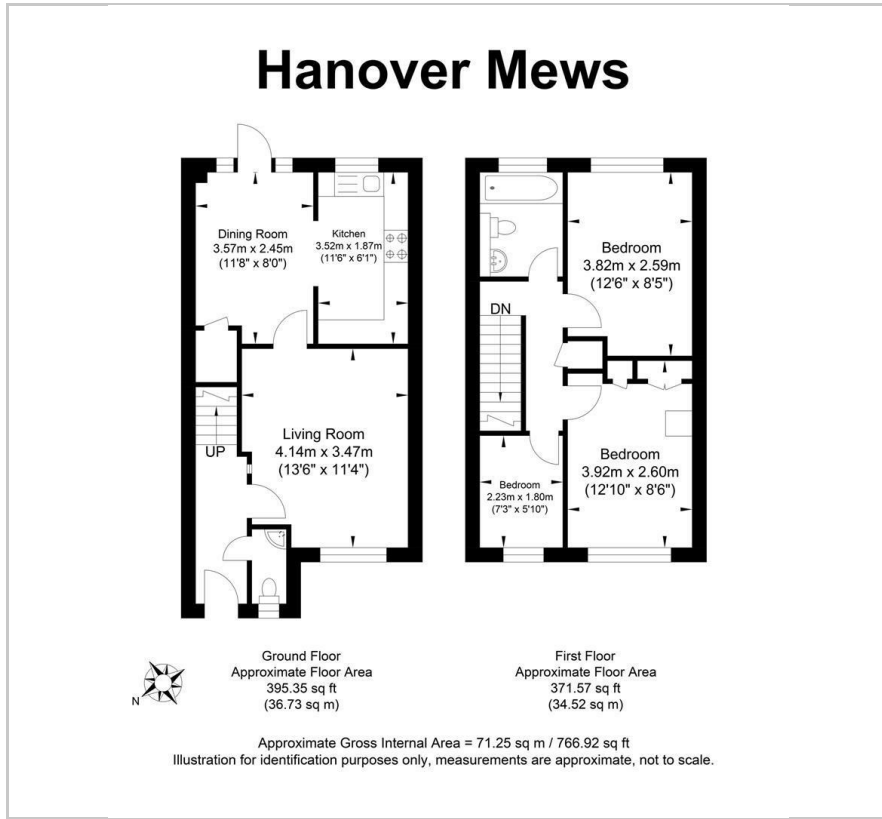 Hanover Mews
Dining Room
3.57m x 2.45m
(11'8" x 8'0")
Kitchen
3.52m x 1.87m
(11'6" x 6'1")
UP
Living Room
4.14m x 3.47m
(13'6" x 11'4")
DN
Bedroom
3.82m x 2.59m
(12'6" x 8'5")
Bedroom
2.23m x 1.80m
(7'3" x 5'10")
Bedroom
3.92m x 2.60m
(12'10" x 8'6")
N
Ground Floor
Approximate Floor Area
395.35 sq ft
(36.73 sq m)
First Floor
Approximate Floor Area
371.57 sq ft
(34.52 sq m)
Approximate Gross Internal Area = 71.25 sq m / 766.92 sq ft
Illustration for identification purposes only, measurements are approximate, not to scale.